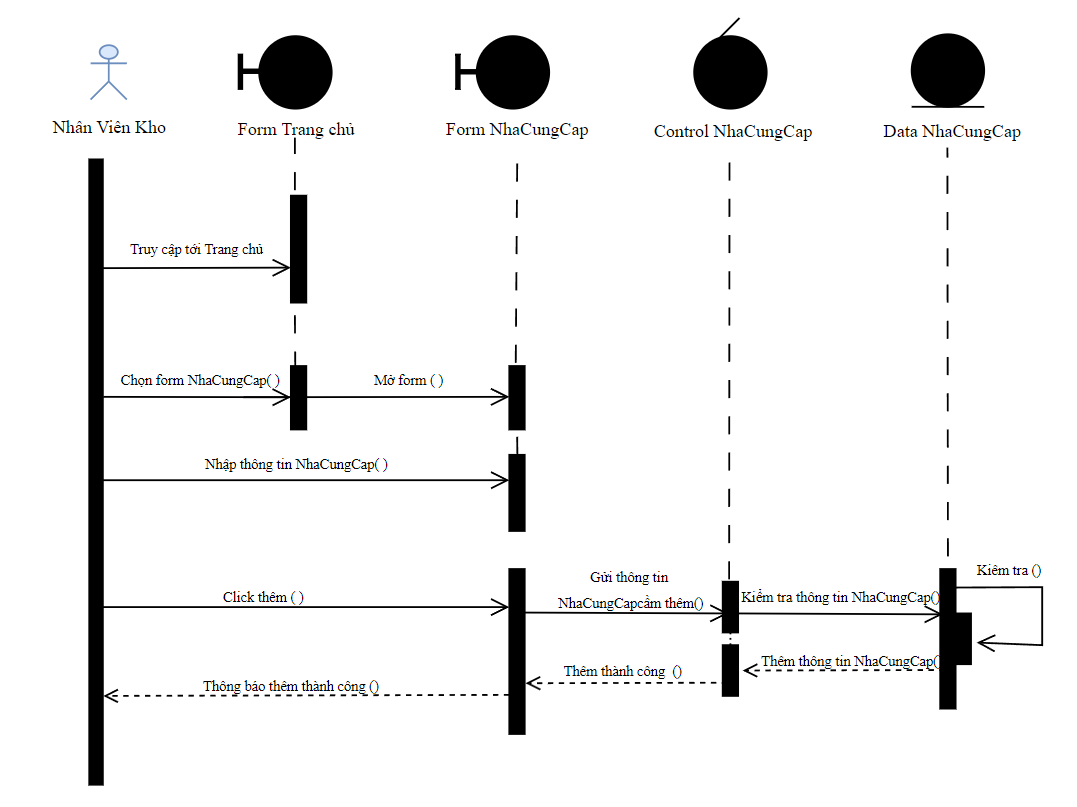 Nhân Viên Kho
Form Trang chủ
Form NhaCungCap
Control NhaCungCap
Data NhaCungCap
Truy cập tới Trang chủ
Chọn form NhaCungCap( )
Mở form ( )
Nhập thông tin NhaCungCap( )
Kiêm tra ()
Click thêm ( )
Gửi thông tin
NhaCungCapcầm thêm()
Kiểm tra thông tin NhaCungCap()
Thêm thông tin NhaCungCap(
Thêm thành công ()
Thông báo thêm thành công ()